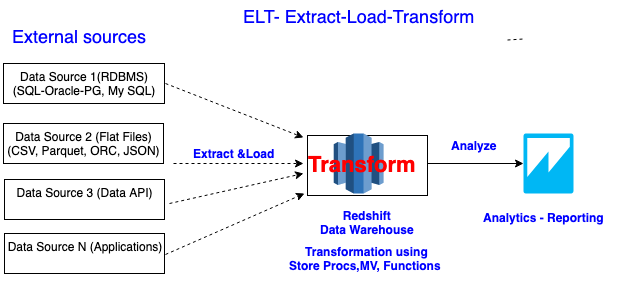 ELT- Extract-Load-Transform
External sources
Data Source 1(RDBMS)
(SQL-Oracle-PG, My SQL)
Data Source 2 (Flat Files)
(CSV, Parquet, ORC, JSON)
Data Source 3 (Data API)
Data Source N (Applications)
Extract &Load
Transform
Redshift
Data Warehouse
Transformation using
Store Procs,MV, Functions
Analyze
Analytics - Reporting